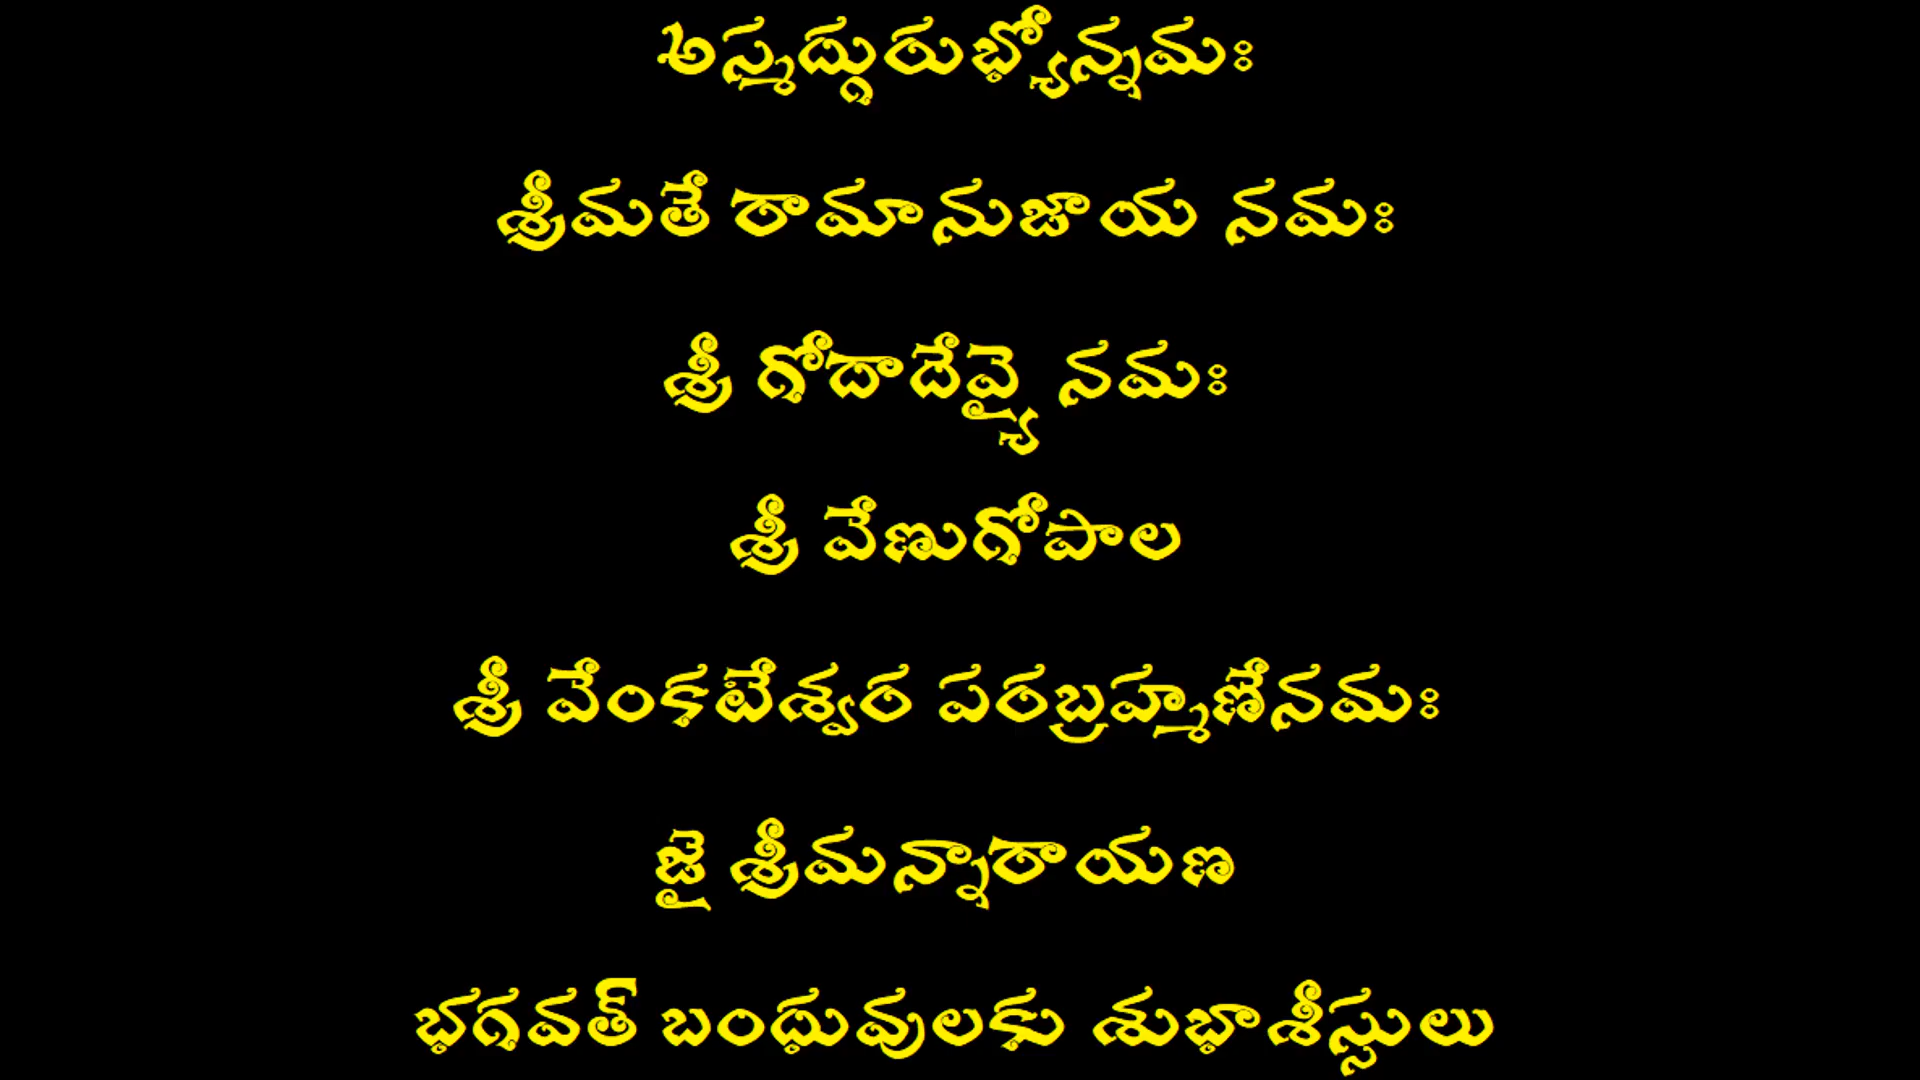 అస్మద్గురుభ్యోన్నమః
శ్రీమతే రామానుజాయ నమః
శ్రీ గోదాదేవ్యై నమః
శ్రీ వేణుగోపాల
శ్రీ వేంకటేశ్వర పరబ్రహ్మణేనమః
జై శ్రీమన్నారాయణ
భగవత్ బంధువులకు శుభాశీస్సులు